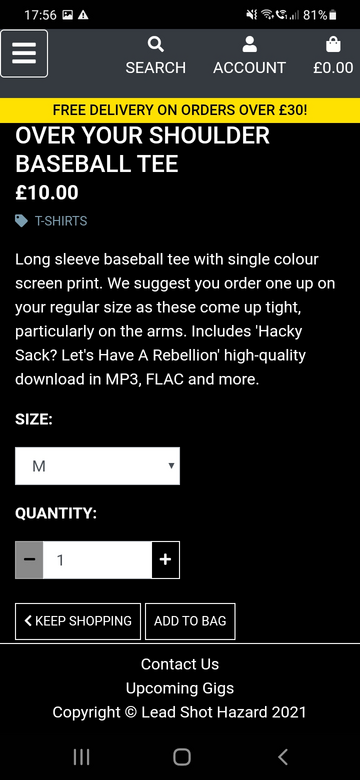 17:56 81%
SEARCH ACCOUNT £0.00
FREE DELIVERY ON ORDERS OVER £30!
OVER YOUR SHOULDER
BASEBALL TEE
£10.00
T-SHIRTS
Long sleeve baseball tee with single colour
screen print. We suggest you order one up on
your regular size as these come up tight,
particularly on the arms. Includes 'Hacky
Sack? Let's Have A Rebellion' high-quality
download in MP3, FLAC and more.
SIZE:
M
QUANTITY:
− 1 +
KEEP SHOPPING ADD TO BAG
Contact Us
Upcoming Gigs
Copyright © Lead Shot Hazard 2021